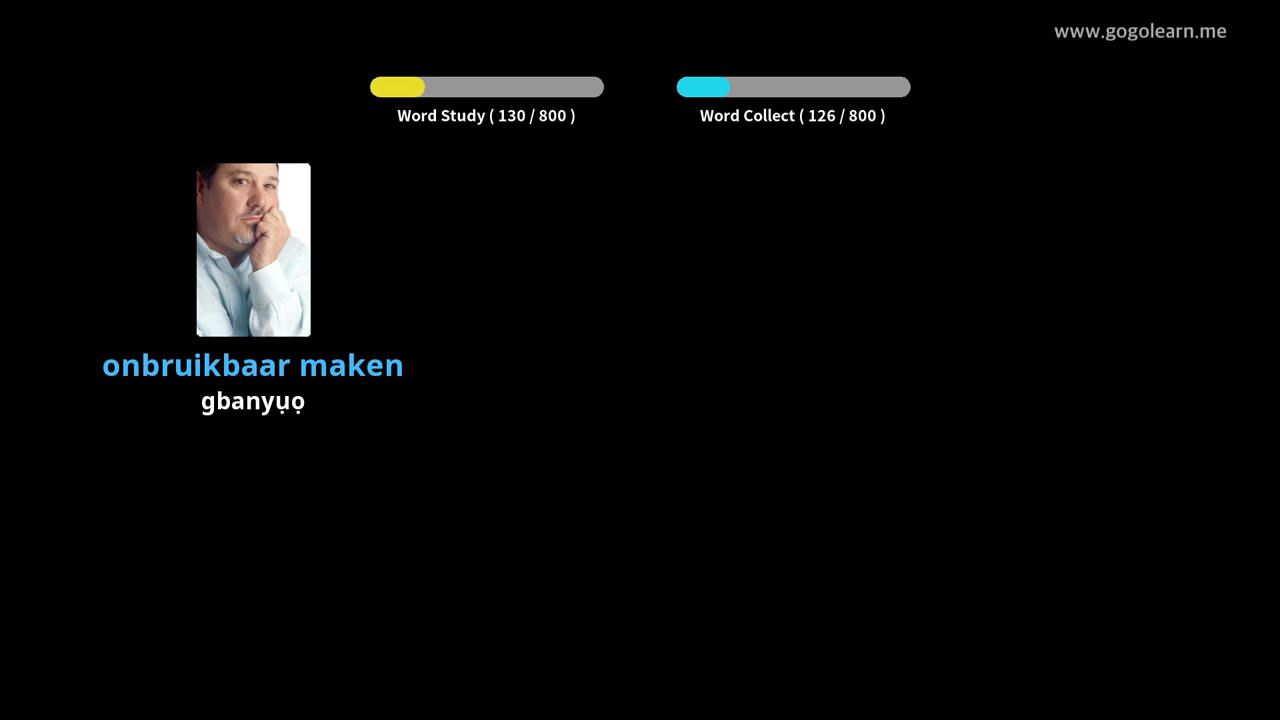 www.gogolearn.me
Word Study ( 130 / 800 )
Word Collect ( 126 / 800 )
onbruikbaar maken
gbanyụọ